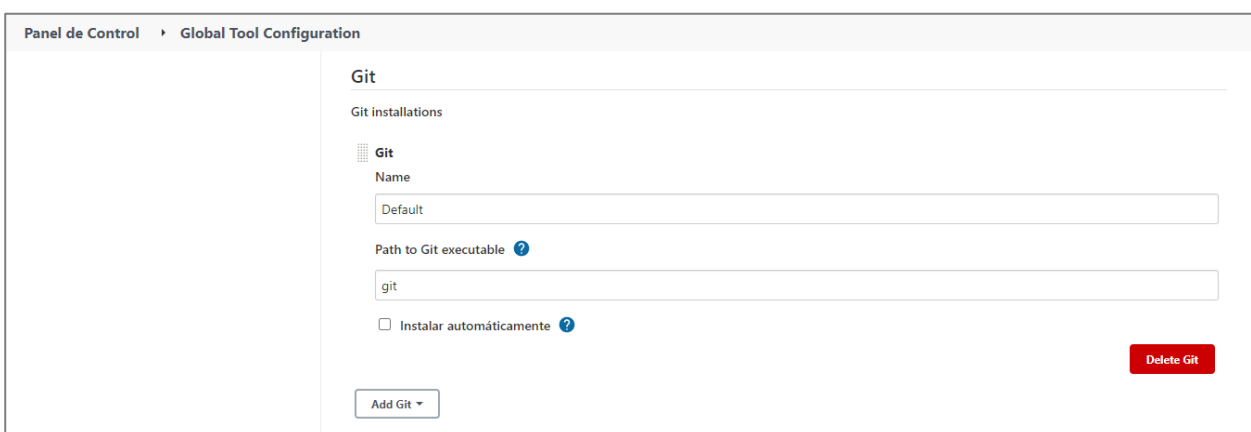 Panel de Control ‣ Global Tool Configuration
Git
Git installations
Git
Name
Default
Path to Git executable ?
git
Instalar automáticamente ?
Delete Git
Add Git